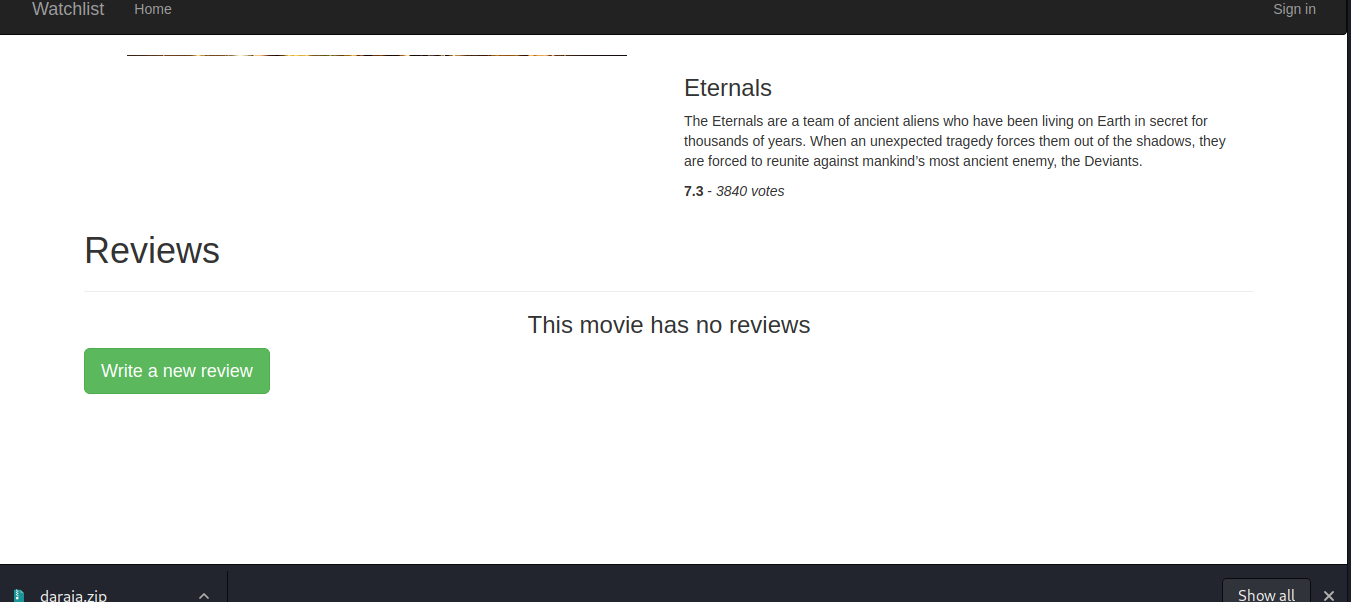 Watchlist Home Sign in
Eternals
The Eternals are a team of ancient aliens who have been living on Earth in secret for
thousands of years. When an unexpected tragedy forces them out of the shadows, they
are forced to reunite against mankind’s most ancient enemy, the Deviants.
7.3 - 3840 votes
Reviews
This movie has no reviews
Write a new review
daraja.zip Show all